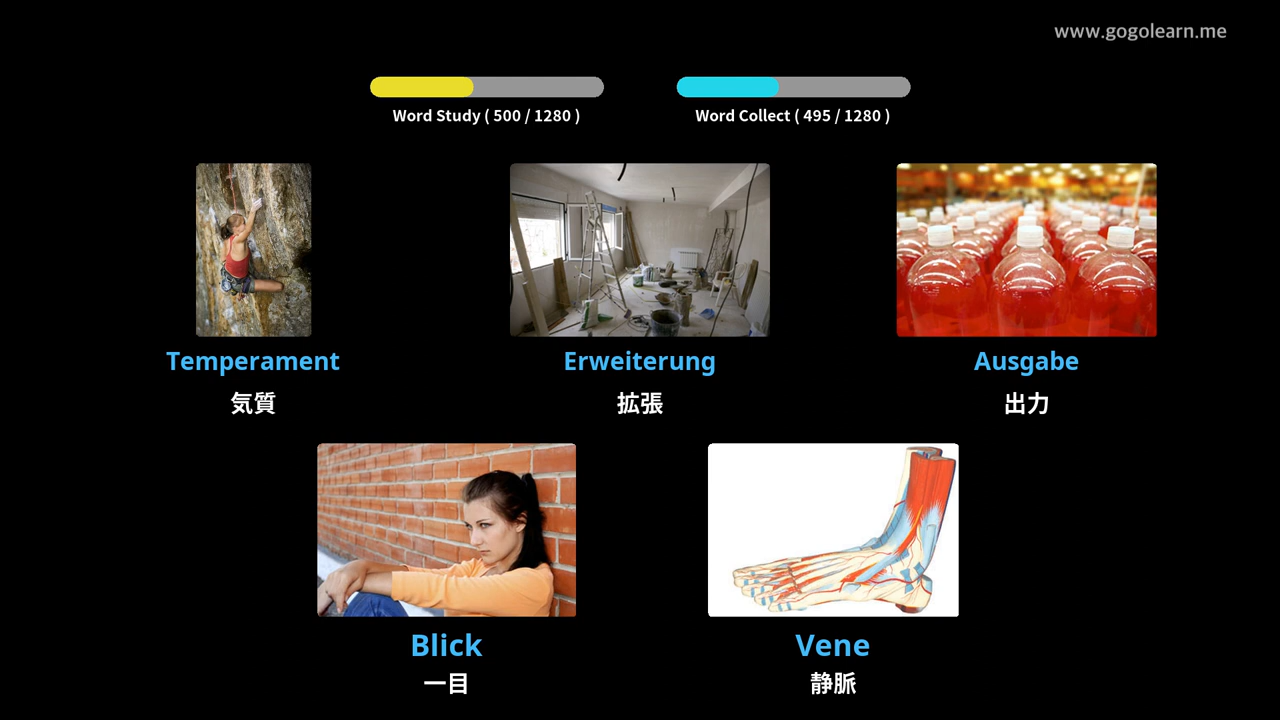 www.gogolearn.me
Word Study ( 500 / 1280 )
Word Collect ( 495 / 1280 )
Temperament
気質
Erweiterung
拡張
Ausgabe
出力
Blick
一目
Vene
静脈